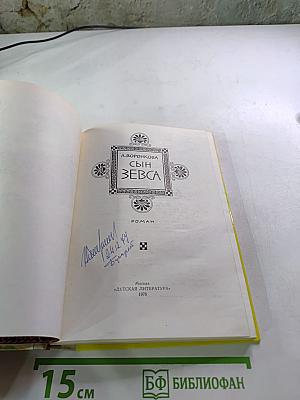 Л. ВОРОНКОВА
СЫН
ЗЕВСА
РОМАН
Москва
«ДЕТСКАЯ ЛИТЕРАТУРА»
1978
15 см
БФ БИБЛИОФАН